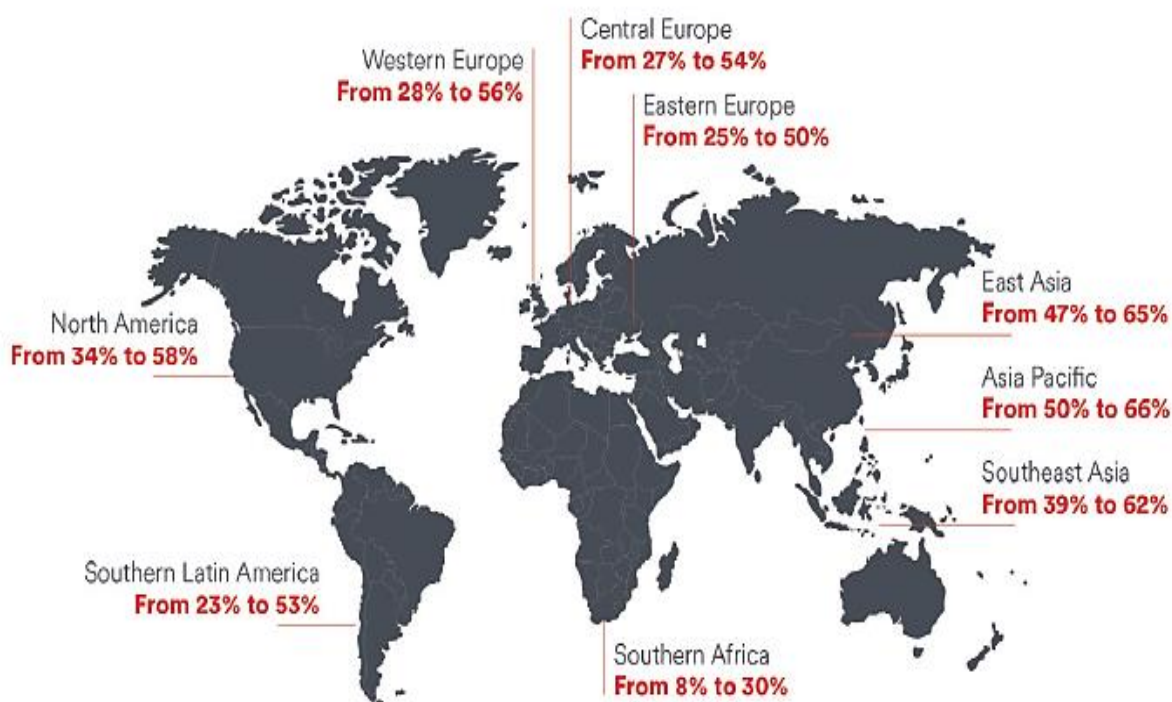 Central Europe
From 27% to 54%
Western Europe
From 28% to 56%
Eastern Europe
From 25% to 50%
East Asia
From 47% to 65%
North America
From 34% to 58%
Asia Pacific
From 50% to 66%
Southeast Asia
From 39% to 62%
Southern Latin America
From 23% to 53%
Southern Africa
From 8% to 30%